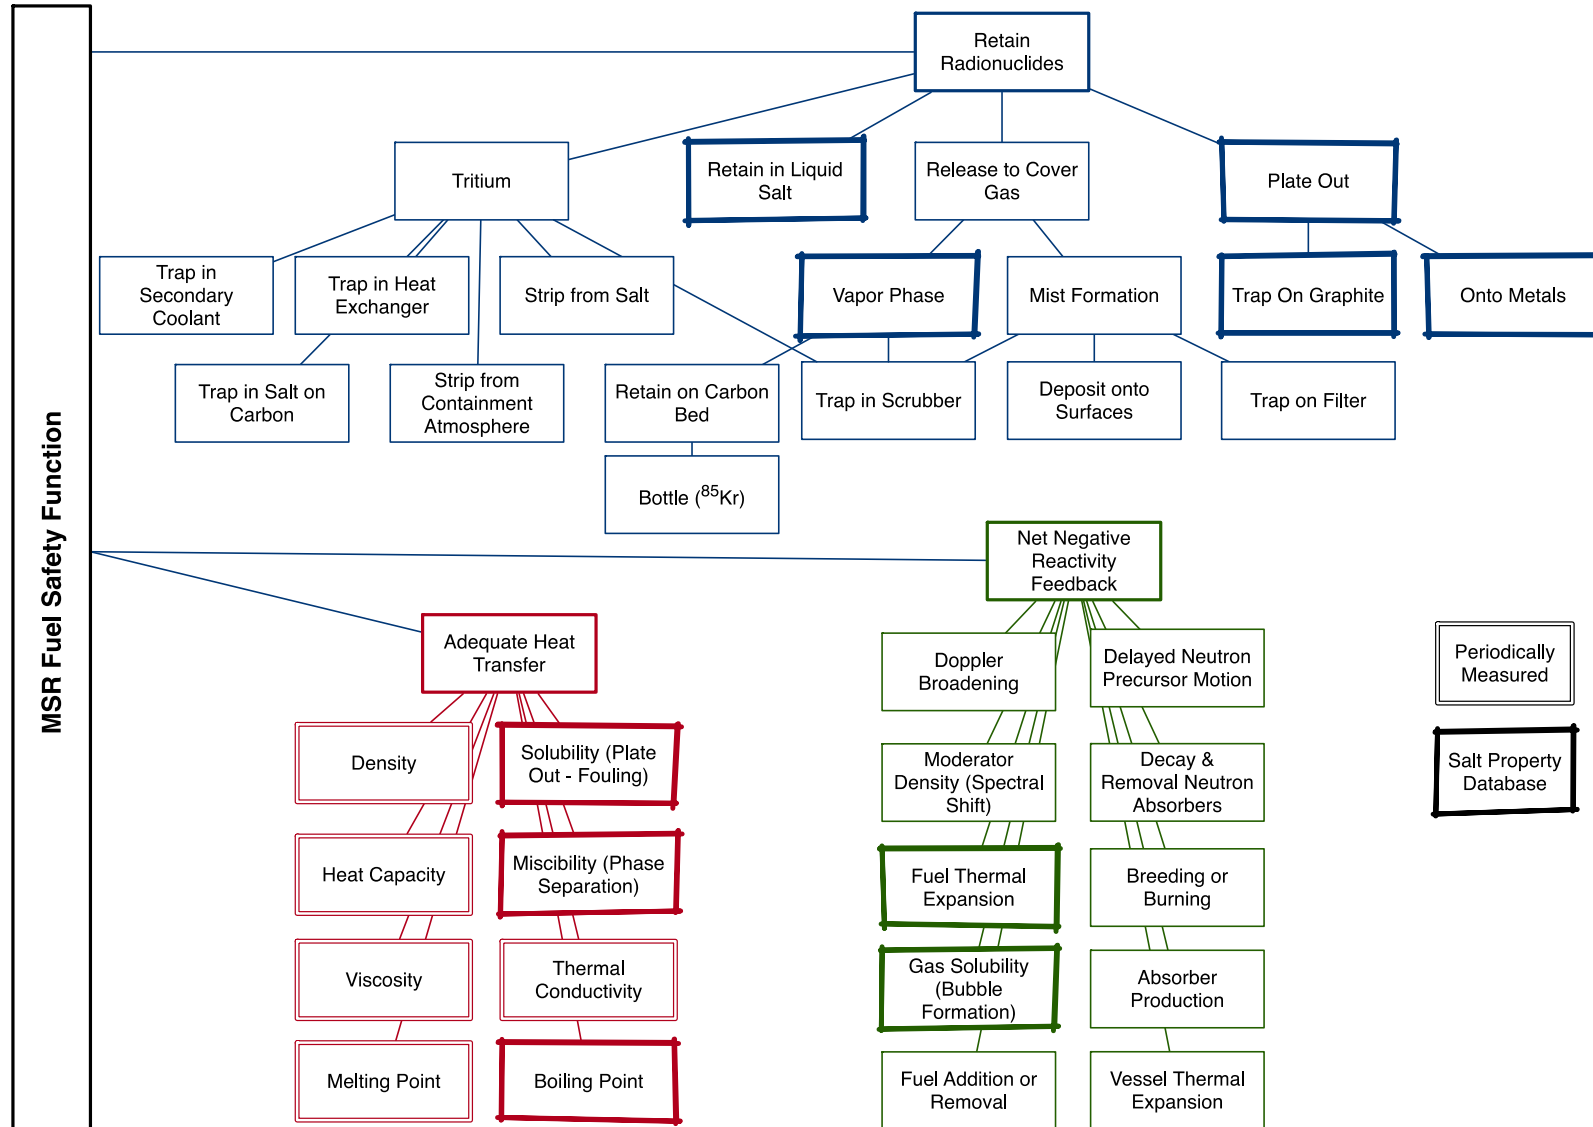 MSR Fuel Safety Function
Retain
Radionuclides
Tritium
Retain in Liquid
Salt
Release to Cover
Gas
Plate Out
Trap in
Secondary
Coolant
Trap in Heat
Exchanger
Strip from Salt
Vapor Phase
Mist Formation
Trap On Graphite
Onto Metals
Trap in Salt on
Carbon
Strip from
Containment
Atmosphere
Retain on Carbon
Bed
Trap in Scrubber
Deposit onto
Surfaces
Trap on Filter
Bottle (⁸⁵Kr)
Net Negative
Reactivity
Feedback
Adequate Heat
Transfer
Doppler
Broadening
Delayed Neutron
Precursor Motion
Periodically
Measured
Density
Solubility (Plate
Out - Fouling)
Moderator
Density (Spectral
Shift)
Decay &
Removal Neutron
Absorbers
Salt Property
Database
Heat Capacity
Miscibility (Phase
Separation)
Fuel Thermal
Expansion
Breeding or
Burning
Viscosity
Thermal
Conductivity
Gas Solubility
(Bubble
Formation)
Absorber
Production
Melting Point
Boiling Point
Fuel Addition or
Removal
Vessel Thermal
Expansion